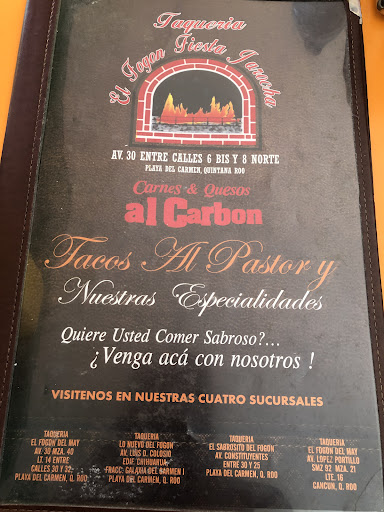 Taqueria
El Fogon Fiesta Jarocha
AV. 30 ENTRE CALLES 6 BIS Y 8 NORTE
PLAYA DEL CARMEN, QUINTANA ROO
Carnes & Quesos
al Carbon
Tacos Al Pastor y
Nuestras Especialidades
Quiere Usted Comer Sabroso?...
¡Venga acá con nosotros !
VISITENOS EN NUESTRAS CUATRO SUCURSALES
TAQUERIA
EL FOGON DEL MAY
AV. 30 MZA. 40
LT. 14 ENTRE
CALLES 30 Y 32
PLAYA DEL CARMEN, Q. ROO
TAQUERIA
LO NUEVO DEL FOGON
AV. LUIS D. COLOSIO
EDIF. CHIHUAHUA,
FRACC. GALAXIA DEL CARMEN I
PLAYA DEL CARMEN, Q. ROO
TAQUERIA
EL SABROSITO DEL FOGON
AV. CONSTITUYENTES
ENTRE 30 Y 25
PLAYA DEL CARMEN, Q. ROO
TAQUERIA
EL FOGON DEL MAY
AV. LOPEZ PORTILLO
SMZ 92 MZA. 21
LTE. 16
CANCUN, Q. ROO